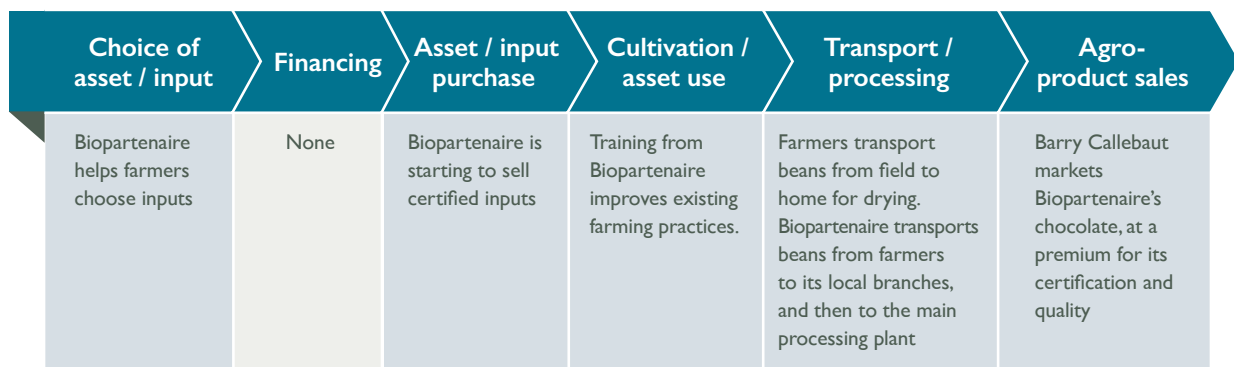 Choice of
asset / input
Financing
Asset / input
purchase
Cultivation /
asset use
Transport /
processing
Agro-
product sales
Biopartenaire
helps farmers
choose inputs
None
Biopartenaire is
starting to sell
certified inputs
Training from
Biopartenaire
improves existing
farming practices.
Farmers transport
beans from field to
home for drying.
Biopartenaire transports
beans from farmers
to its local branches,
and then to the main
processing plant
Barry Callebaut
markets
Biopartenaire’s
chocolate, at a
premium for its
certification and
quality